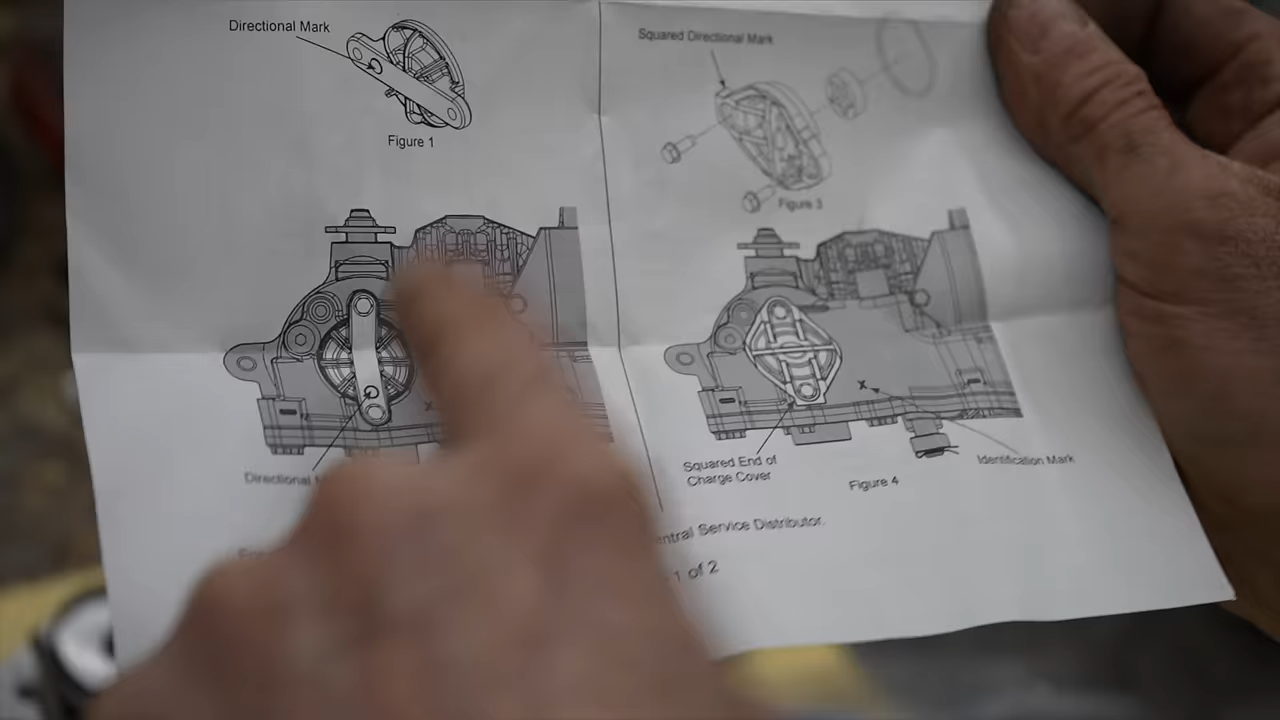 Directional Mark
Figure 1
Directional
Squared Directional Mark
Figure 3
X
Squared End of
Charge Cover
Identification Mark
Figure 4
Service Distributor.
1 of 2